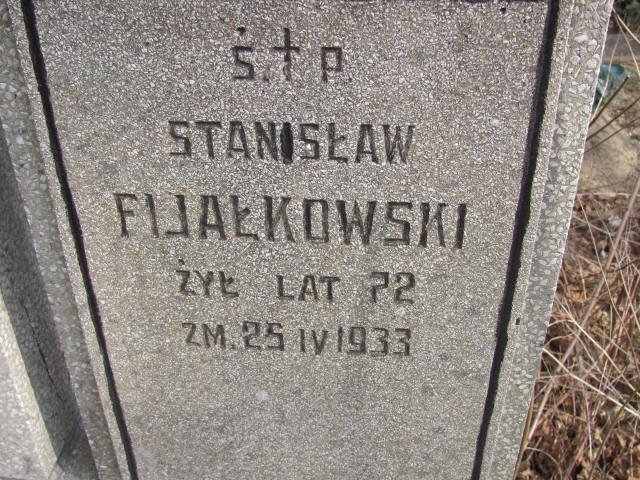 Ś.†P.
STANISŁAW
FIJAŁKOWSKI
ŻYŁ LAT 72
ZM. 25 IV 1933